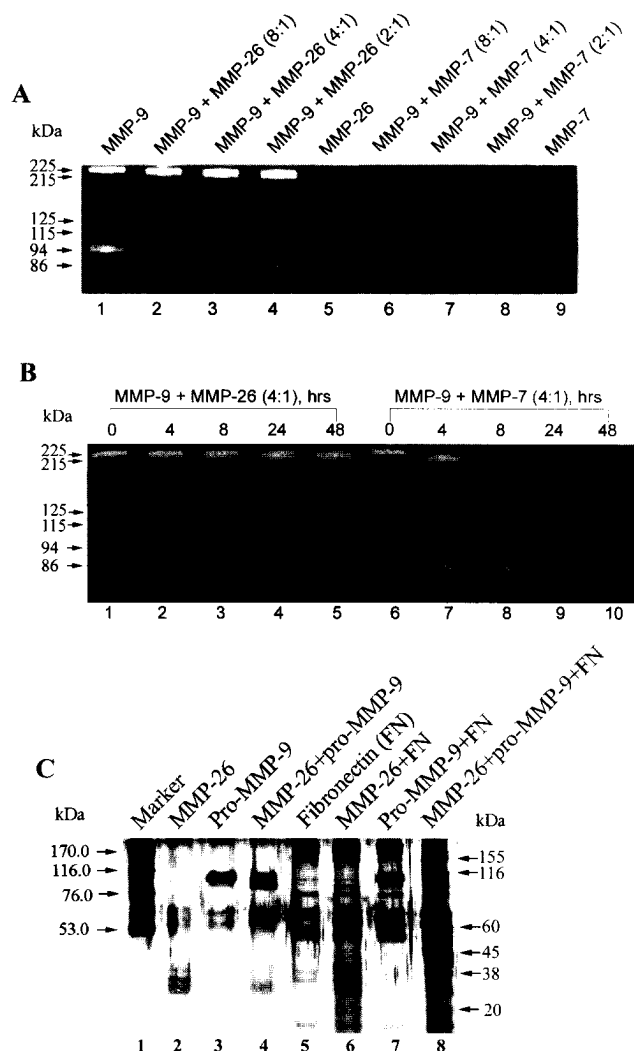 A
kDa
MMP-9
MMP-9 + MMP-26 (8:1)
MMP-9 + MMP-26 (4:1)
MMP-9 + MMP-26 (2:1)
MMP-26
MMP-9 + MMP-7 (8:1)
MMP-9 + MMP-7 (4:1)
MMP-9 + MMP-7 (2:1)
MMP-7
225
215
125
115
94
86
1 2 3 4 5 6 7 8 9
B
MMP-9 + MMP-26 (4:1), hrs MMP-9 + MMP-7 (4:1), hrs
kDa
0 4 8 24 48 0 4 8 24 48
225
215
125
115
94
86
1 2 3 4 5 6 7 8 9 10
C
kDa
Marker
MMP-26
Pro-MMP-9
MMP-26+pro-MMP-9
Fibronectin (FN)
MMP-26+FN
Pro-MMP-9+FN
MMP-26+pro-MMP-9+FN
kDa
170.0
116.0
76.0
53.0
155
116
60
45
38
20
1 2 3 4 5 6 7 8